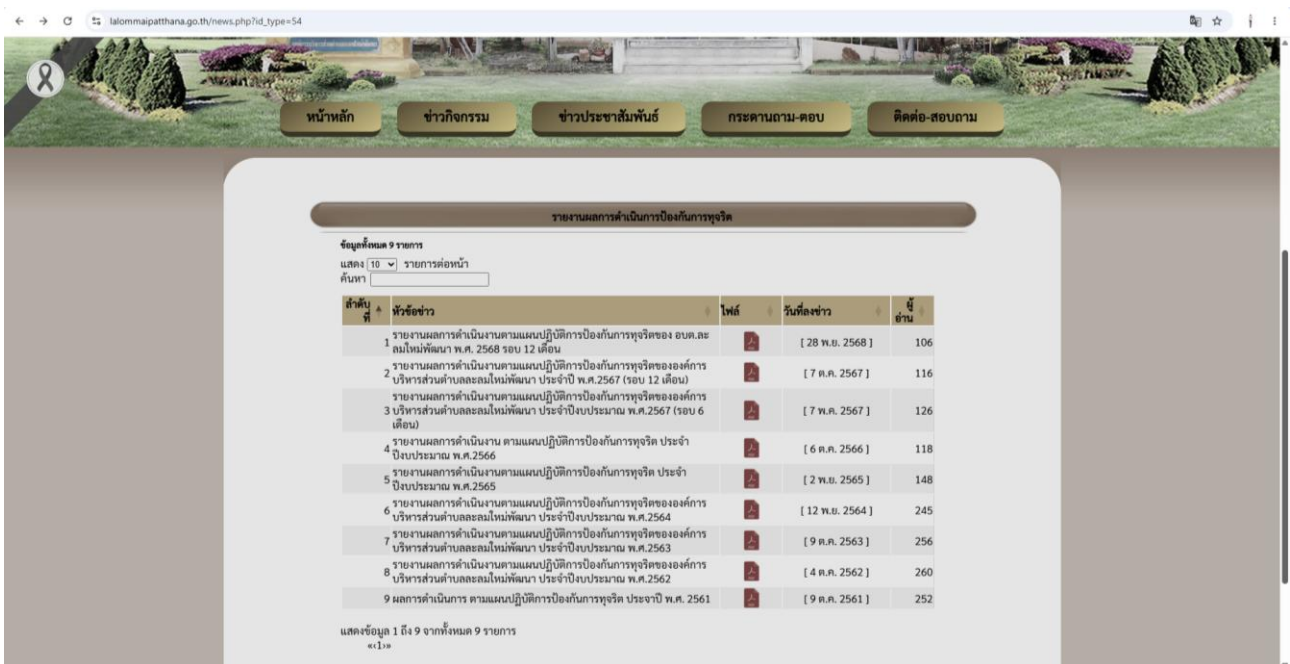 lalommaipatthana.go.th/news.php?id_type=54
หน้าหลัก ข่าวกิจกรรม ข่าวประชาสัมพันธ์ กระดานถาม-ตอบ ติดต่อ-สอบถาม
รายงานผลการดำเนินการป้องกันการทุจริต
ข้อมูลทั้งหมด 9 รายการ
แสดง 10 รายการต่อหน้า
ค้นหา
ลำดับที่ หัวข้อข่าว ไฟล์ วันที่ลงข่าว ผู้อ่าน
1 รายงานผลการดำเนินงานตามแผนปฏิบัติการป้องกันการทุจริตของ อบต.ละ
ลมใหม่พัฒนา พ.ศ. 2568 รอบ 12 เดือน [ 28 พ.ย. 2568 ] 106
2 รายงานผลการดำเนินงานตามแผนปฏิบัติการป้องกันการทุจริตขององค์การ
บริหารส่วนตำบลละลมใหม่พัฒนา ประจำปี พ.ศ.2567 (รอบ 12 เดือน) [ 7 ต.ค. 2567 ] 116
รายงานผลการดำเนินงานตามแผนปฏิบัติการป้องกันการทุจริตขององค์การ
3 บริหารส่วนตำบลละลมใหม่พัฒนา ประจำปีงบประมาณ พ.ศ.2567 (รอบ 6
เดือน) [ 7 พ.ค. 2567 ] 126
4 รายงานผลการดำเนินงาน ตามแผนปฏิบัติการป้องกันการทุจริต ประจำ
ปีงบประมาณ พ.ศ.2566 [ 6 ต.ค. 2566 ] 118
5 รายงานผลการดำเนินงานตามแผนปฏิบัติการป้องกันการทุจริต ประจำ
ปีงบประมาณ พ.ศ.2565 [ 2 พ.ย. 2565 ] 148
6 รายงานผลการดำเนินงานตามแผนปฏิบัติการป้องกันการทุจริตขององค์การ
บริหารส่วนตำบลละลมใหม่พัฒนา ประจำปีงบประมาณ พ.ศ.2564 [ 12 พ.ย. 2564 ] 245
7 รายงานผลการดำเนินงานตามแผนปฏิบัติการป้องกันการทุจริตขององค์การ
บริหารส่วนตำบลละลมใหม่พัฒนา ประจำปีงบประมาณ พ.ศ.2563 [ 9 ต.ค. 2563 ] 256
8 รายงานผลการดำเนินงานตามแผนปฏิบัติการป้องกันการทุจริตขององค์การ
บริหารส่วนตำบลละลมใหม่พัฒนา ประจำปีงบประมาณ พ.ศ.2562 [ 4 ต.ค. 2562 ] 260
9 ผลการดำเนินการ ตามแผนปฏิบัติการป้องกันการทุจริต ประจาปี พ.ศ. 2561 [ 9 ต.ค. 2561 ] 252
แสดงข้อมูล 1 ถึง 9 จากทั้งหมด 9 รายการ
«‹1›»